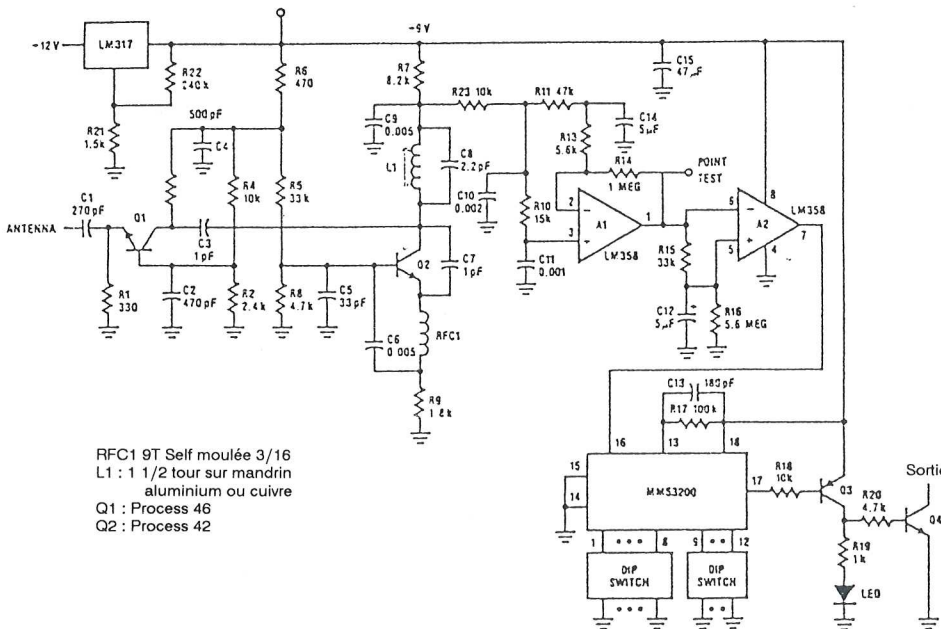 -12V
LM317
-9V
R22
240k
R21
1.5k
500pF
C4
R6
470
R7
8.2k
C9
0.005
R23 10k
R11 47k
C15
47µF
C14
5µF
R13
5.6k
R14
1 MEG
POINT
TEST
L1
C8
2.2pF
C10
0.002
R10
15k
C11
0.001
2
3
A1
1
LM358
6
5
A2
8
4
7
LM358
R15
33k
C12
5µF
R16
5.6 MEG
R4
10k
R5
33k
C1
270pF
ANTENNA
Q1
C3
1pF
R1
330
C2
470pF
R2
2.4k
R8
4.7k
C5
33pF
Q2
C7
1pF
C6
0.005
RFC1
R9
1.8k
C13
180pF
R17 100k
16
13
18
15
14
MM53200
17
R18
10k
Q3
R20
4.7k
Sortie
Q4
R19
1k
LED
1
8
9
12
DIP
SWITCH
DIP
SWITCH
RFC1 9T Self moulée 3/16
L1 : 1 1/2 tour sur mandrin
aluminium ou cuivre
Q1 : Process 46
Q2 : Process 42